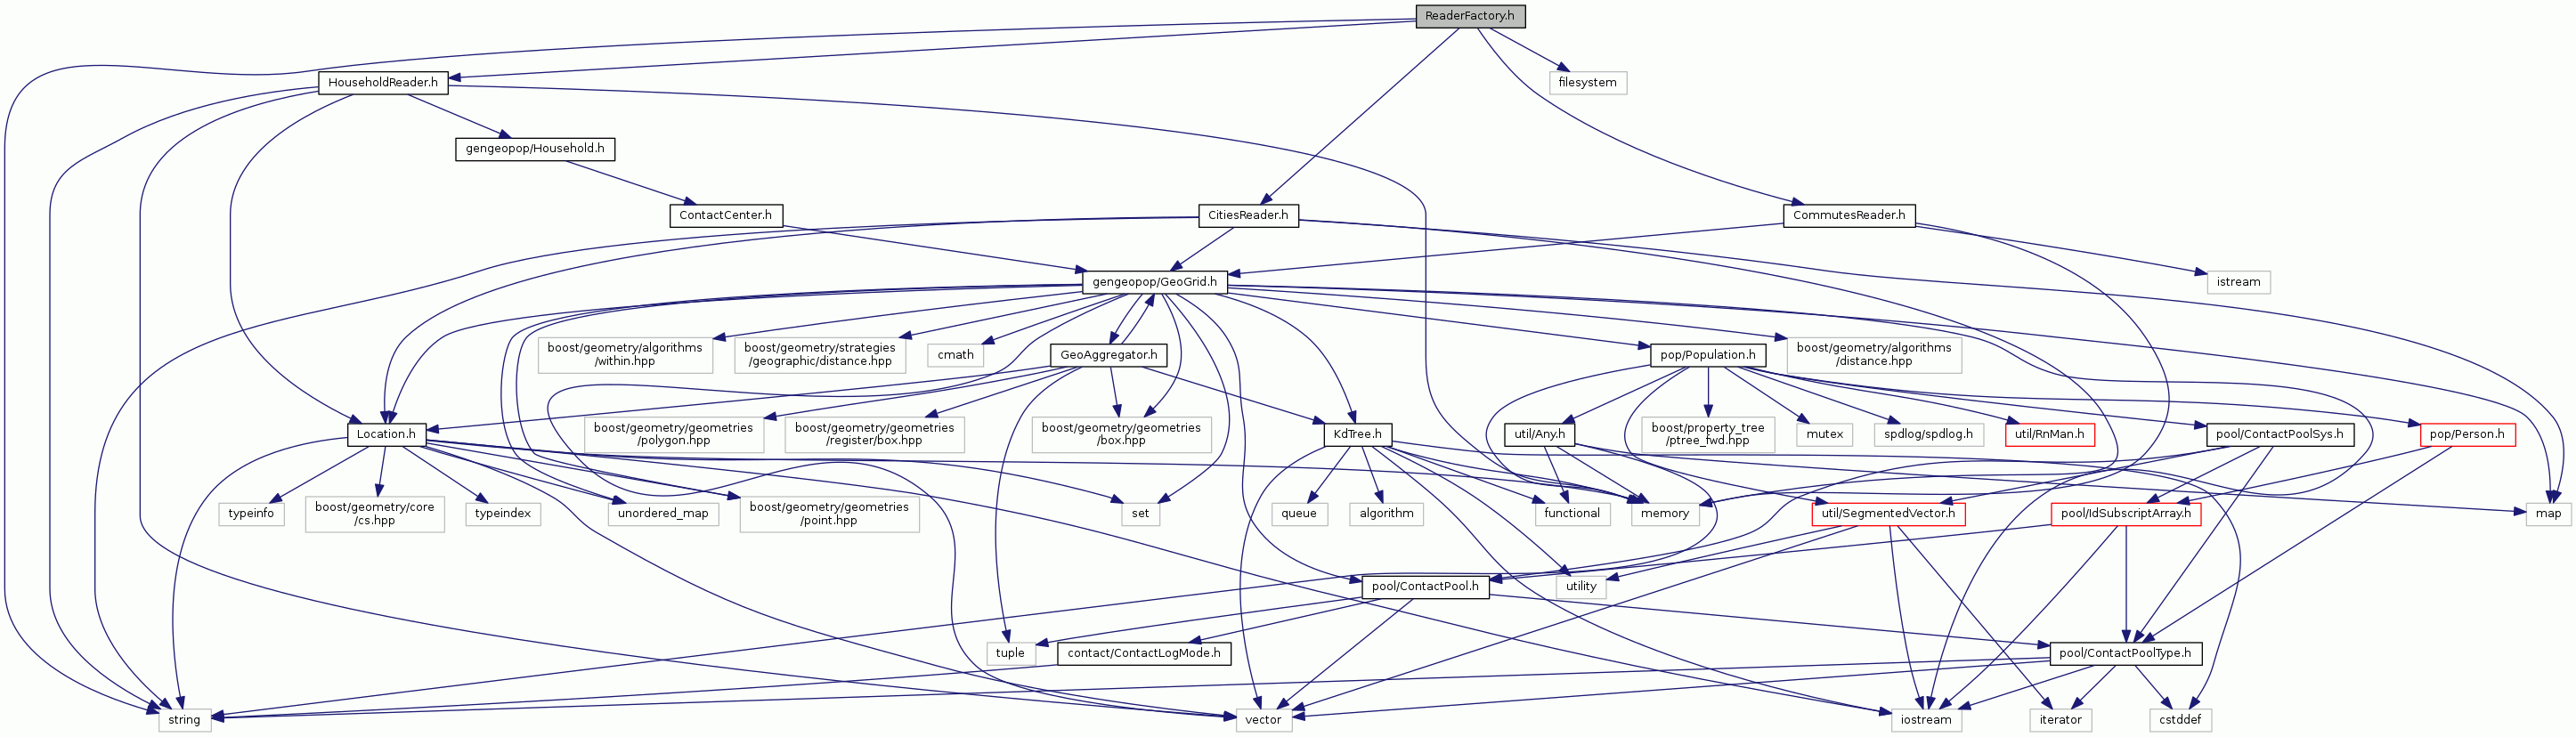 ReaderFactory.h
HouseholdReader.h
filesystem
gengeopop/Household.h
ContactCenter.h
CitiesReader.h
CommutesReader.h
gengeopop/GeoGrid.h
istream
boost/geometry/algorithms
/within.hpp
boost/geometry/strategies
/geographic/distance.hpp
cmath
GeoAggregator.h
pop/Population.h
boost/geometry/algorithms
/distance.hpp
Location.h
boost/geometry/geometries
/polygon.hpp
boost/geometry/geometries
/register/box.hpp
boost/geometry/geometries
/box.hpp
KdTree.h
util/Any.h
boost/property_tree
/ptree_fwd.hpp
mutex
spdlog/spdlog.h
util/RnMan.h
pool/ContactPoolSys.h
pop/Person.h
typeinfo
boost/geometry/core
/cs.hpp
typeindex
unordered_map
boost/geometry/geometries
/point.hpp
set
queue
algorithm
functional
memory
util/SegmentedVector.h
pool/IdSubscriptArray.h
map
pool/ContactPool.h
utility
tuple
contact/ContactLogMode.h
pool/ContactPoolType.h
string
vector
iostream
iterator
cstddef